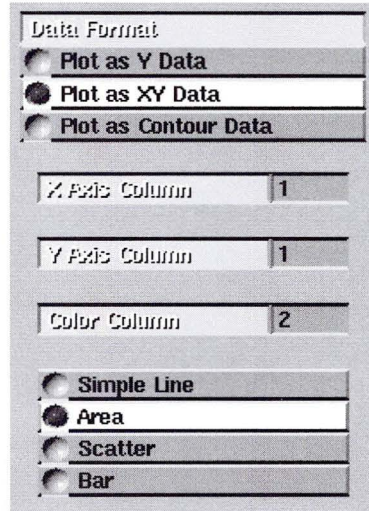 Data Format
Plot as Y Data
Plot as XY Data
Plot as Contour Data
X Axis Column 1
Y Axis Column 1
Color Column 2
Simple Line
Area
Scatter
Bar